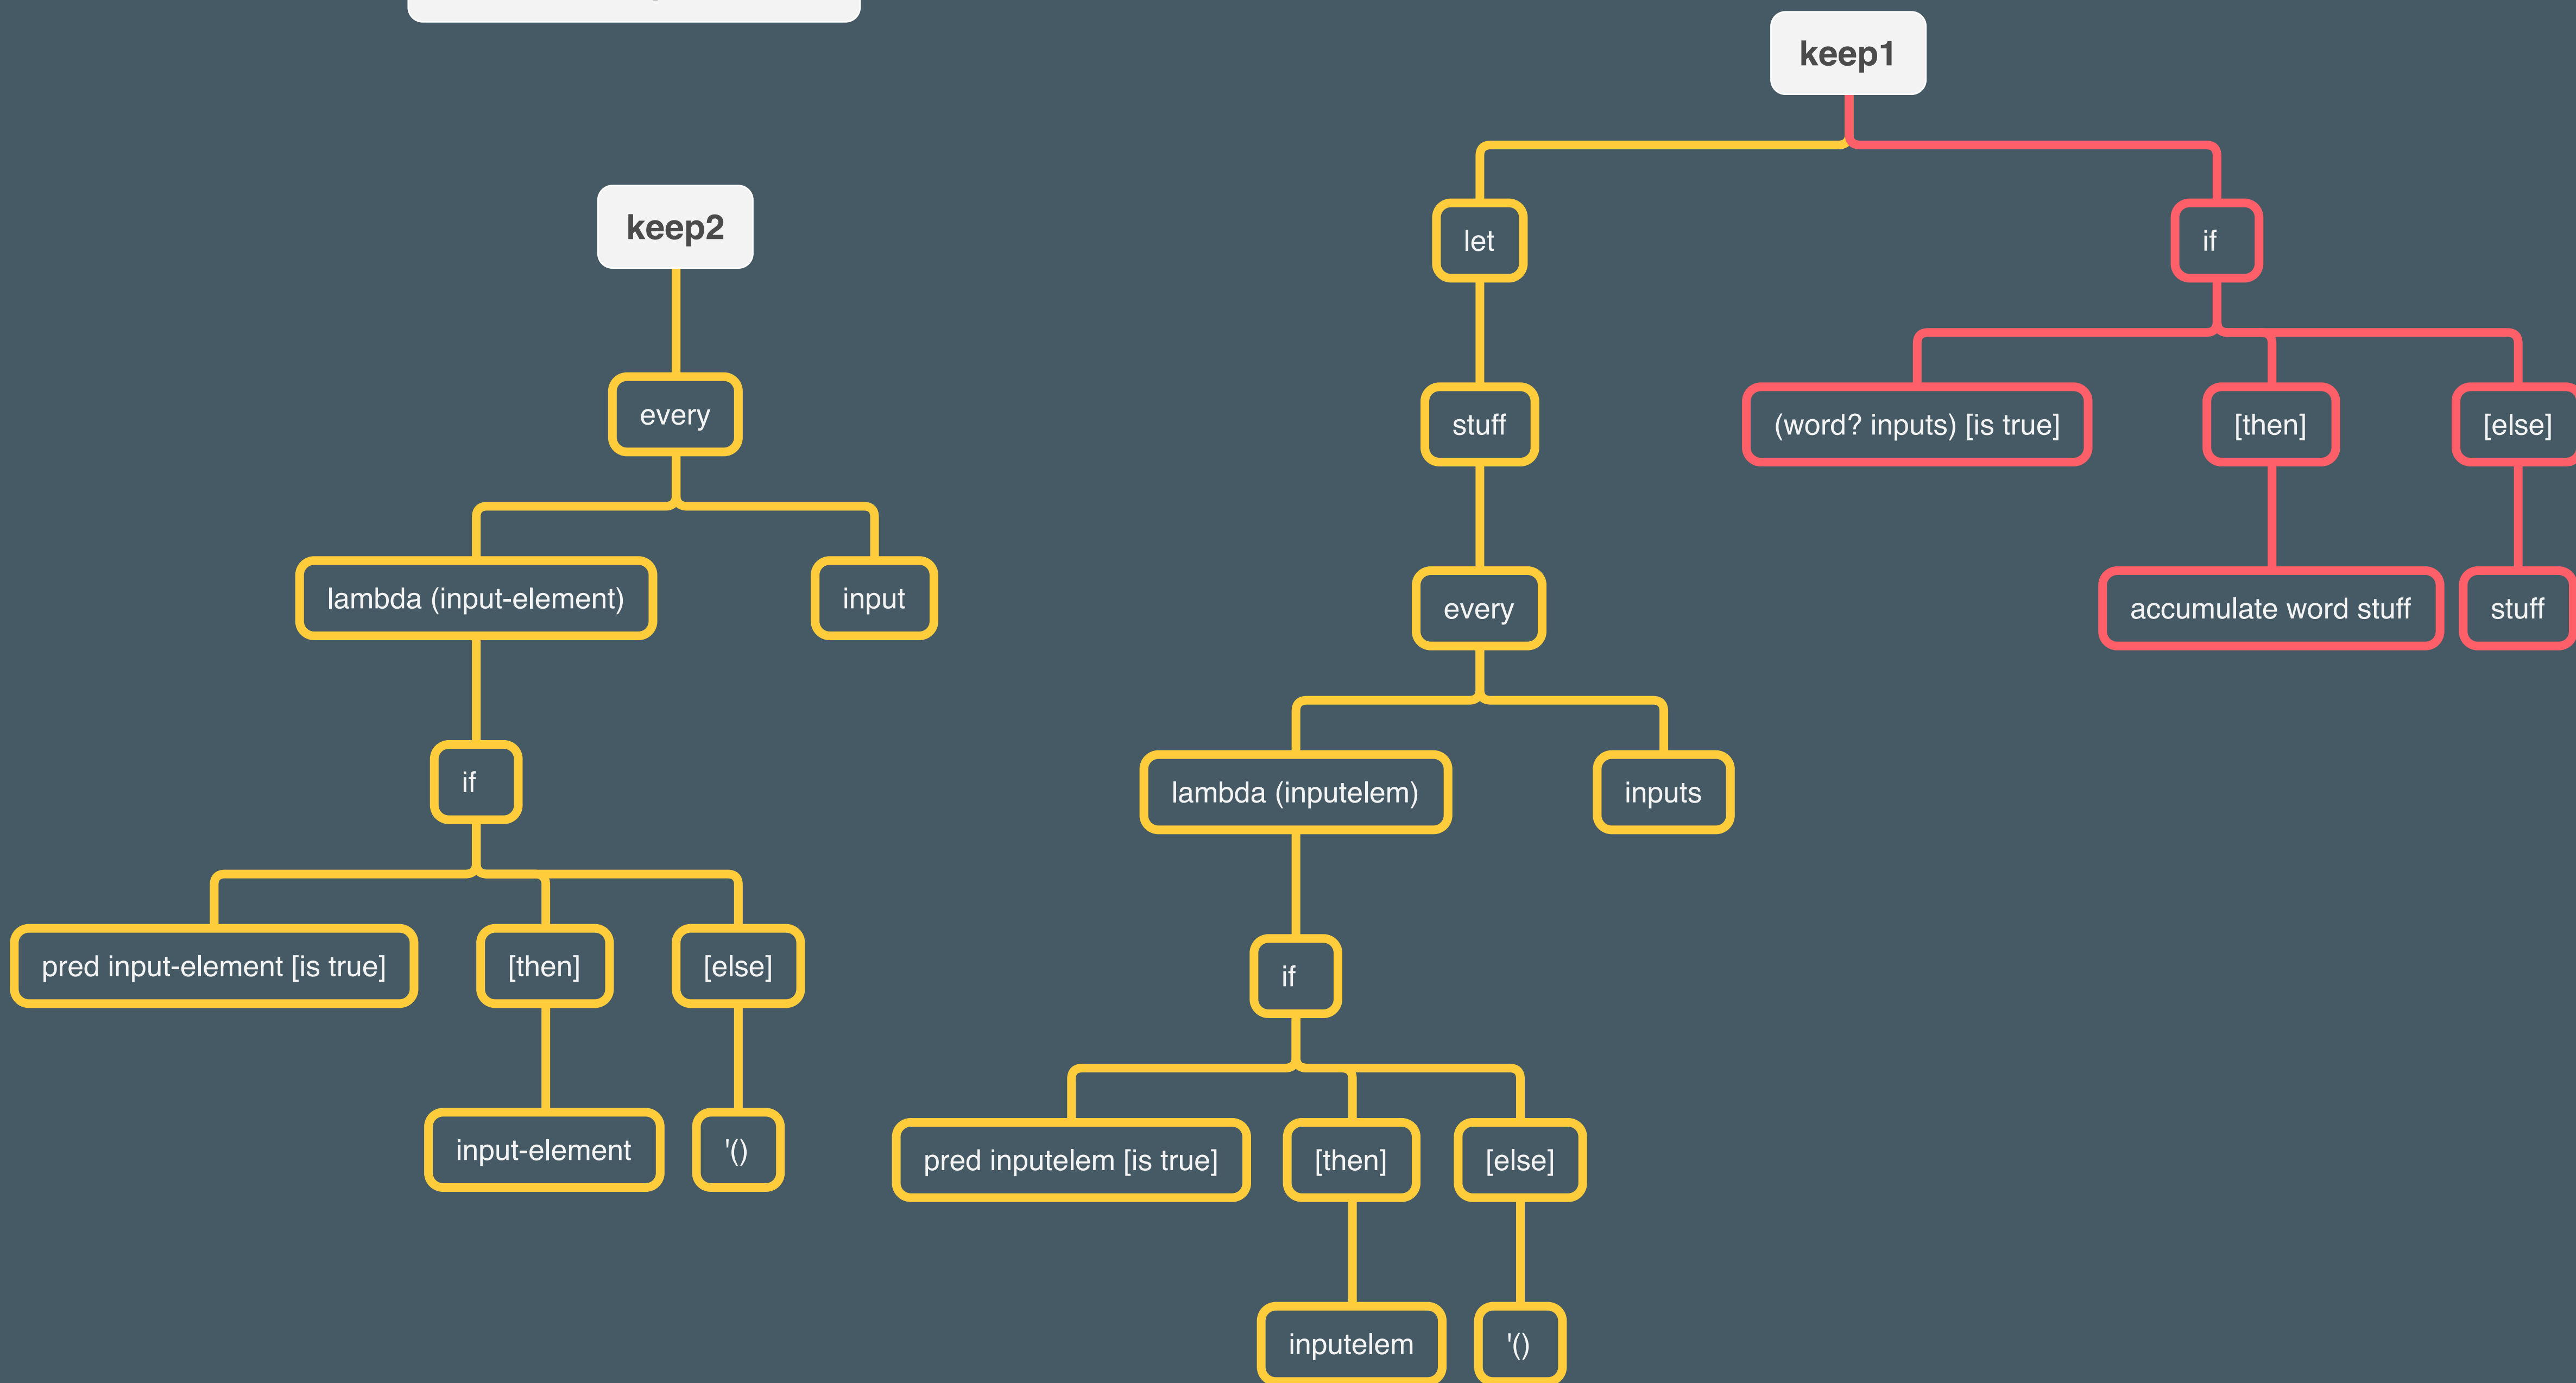 keep1
keep2
let
if
every
stuff
(word? inputs) [is true]
[then]
[else]
lambda (input-element)
input
every
accumulate word stuff
stuff
if
lambda (inputelem)
inputs
pred input-element [is true]
[then]
[else]
if
input-element
'()
pred inputelem [is true]
[then]
[else]
inputelem
'()